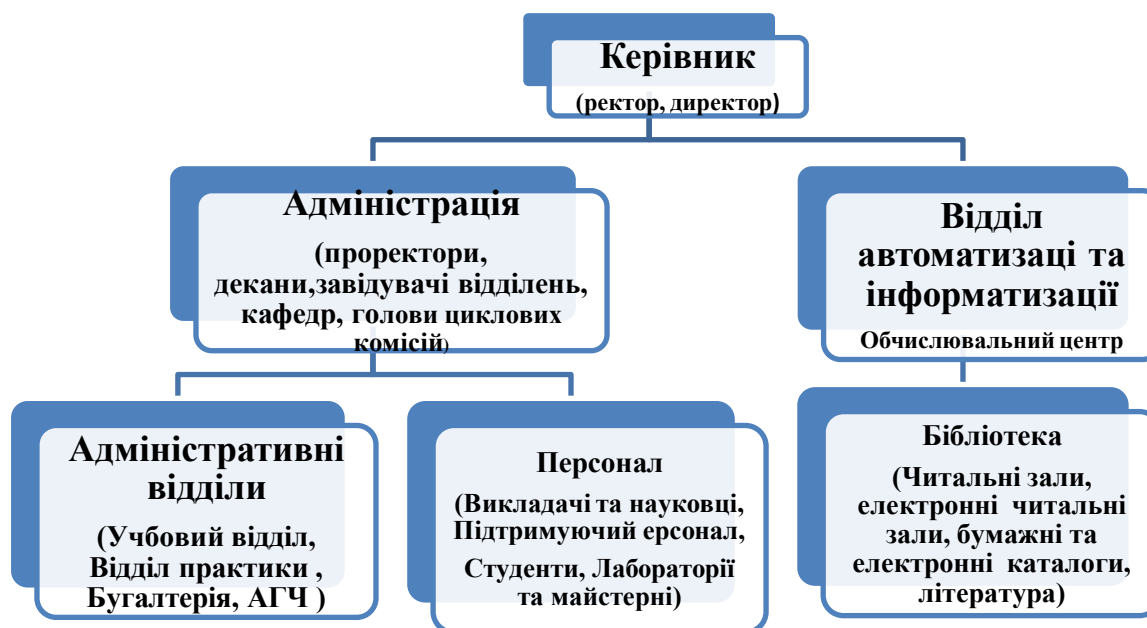 Керівник
(ректор, директор)
Адміністрація
(проректори,
декани,завідувачі відділень,
кафедр, голови циклових
комісій)
Відділ
автоматизаці та
інформатизації
Обчислювальний центр
Адміністративні
відділи
(Учбовий відділ,
Відділ практики ,
Бугалтерія, АГЧ )
Персонал
(Викладачі та науковці,
Підтримуючий ерсонал,
Студенти, Лабораторії
та майстерні)
Бібліотека
(Читальні зали,
електронні читальні
зали, бумажні та
електронні каталоги,
література)